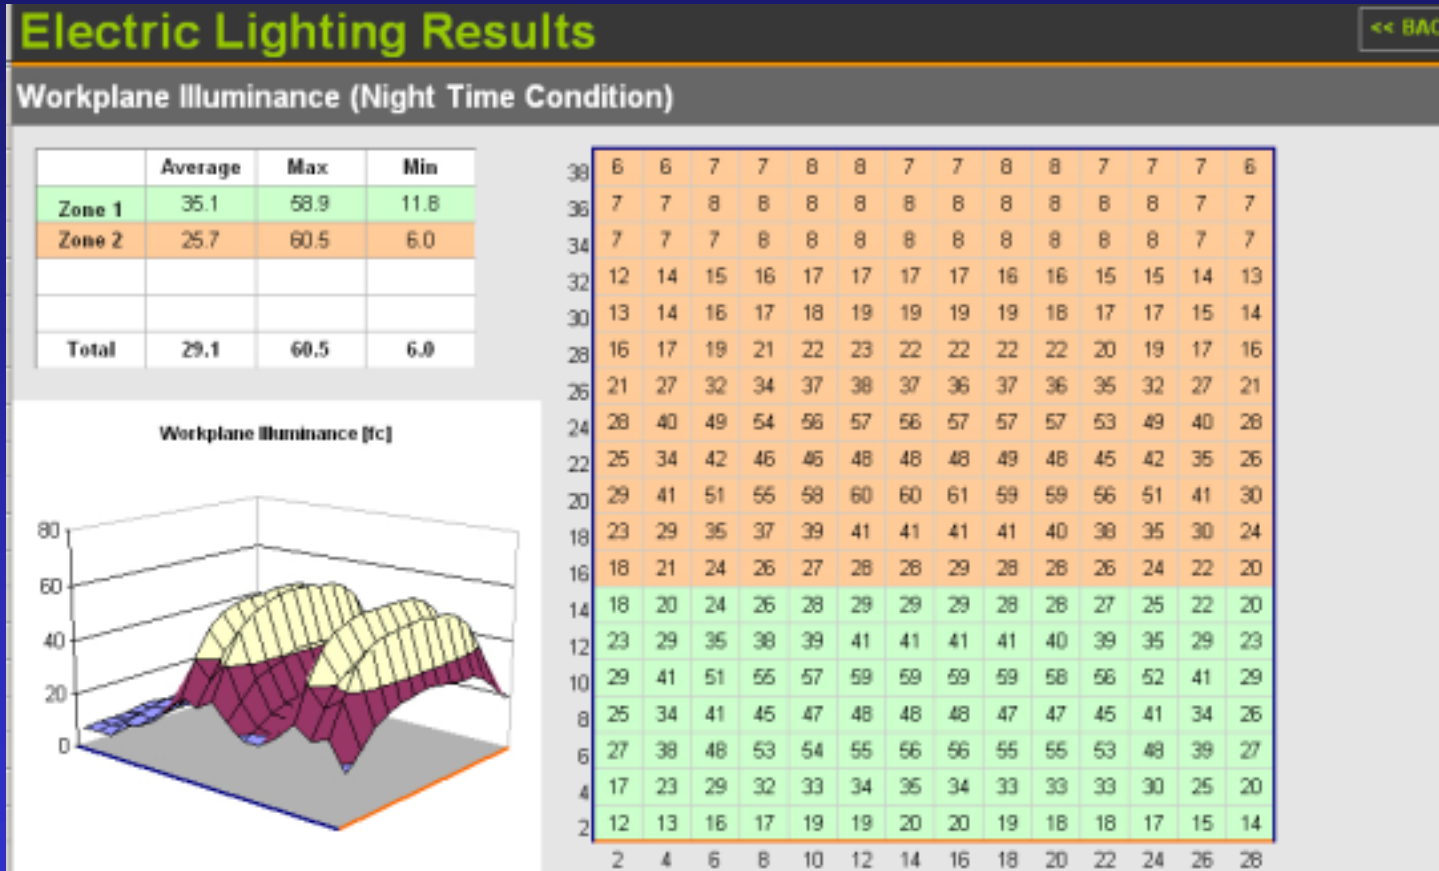 Electric Lighting Results
<< BAC
Workplane Illuminance (Night Time Condition)
Average Max Min
Zone 1 35.1 58.9 11.8
Zone 2 25.7 60.5 6.0
Total 29.1 60.5 6.0
Workplane Illuminance [fc]
80
60
40
20
0
38 6 6 7 7 8 8 7 7 8 8 7 7 7 6
36 7 7 8 8 8 8 8 8 8 8 8 8 7 7
34 7 7 7 8 8 8 8 8 8 8 8 8 7 7
32 12 14 15 16 17 17 17 17 16 16 15 15 14 13
30 13 14 16 17 18 19 19 19 19 18 17 17 15 14
28 16 17 19 21 22 23 22 22 22 22 20 19 17 16
26 21 27 32 34 37 38 37 36 37 36 35 32 27 21
24 28 40 49 54 56 57 56 57 57 57 53 49 40 28
22 25 34 42 46 46 48 48 48 49 48 45 42 35 26
20 29 41 51 55 58 60 60 61 59 59 56 51 41 30
18 23 29 35 37 39 41 41 41 41 40 38 35 30 24
16 18 21 24 26 27 28 28 29 28 28 26 24 22 20
14 18 20 24 26 28 29 29 29 28 28 27 25 22 20
12 23 29 35 38 39 41 41 41 41 40 39 35 29 23
10 29 41 51 55 57 59 59 59 59 58 56 52 41 29
8 25 34 41 45 47 48 48 48 47 47 45 41 34 26
6 27 38 48 53 54 55 56 56 55 55 53 48 39 27
4 17 23 29 32 33 34 35 34 33 33 33 30 25 20
2 12 13 16 17 19 19 20 20 19 18 18 17 15 14
2 4 6 8 10 12 14 16 18 20 22 24 26 28